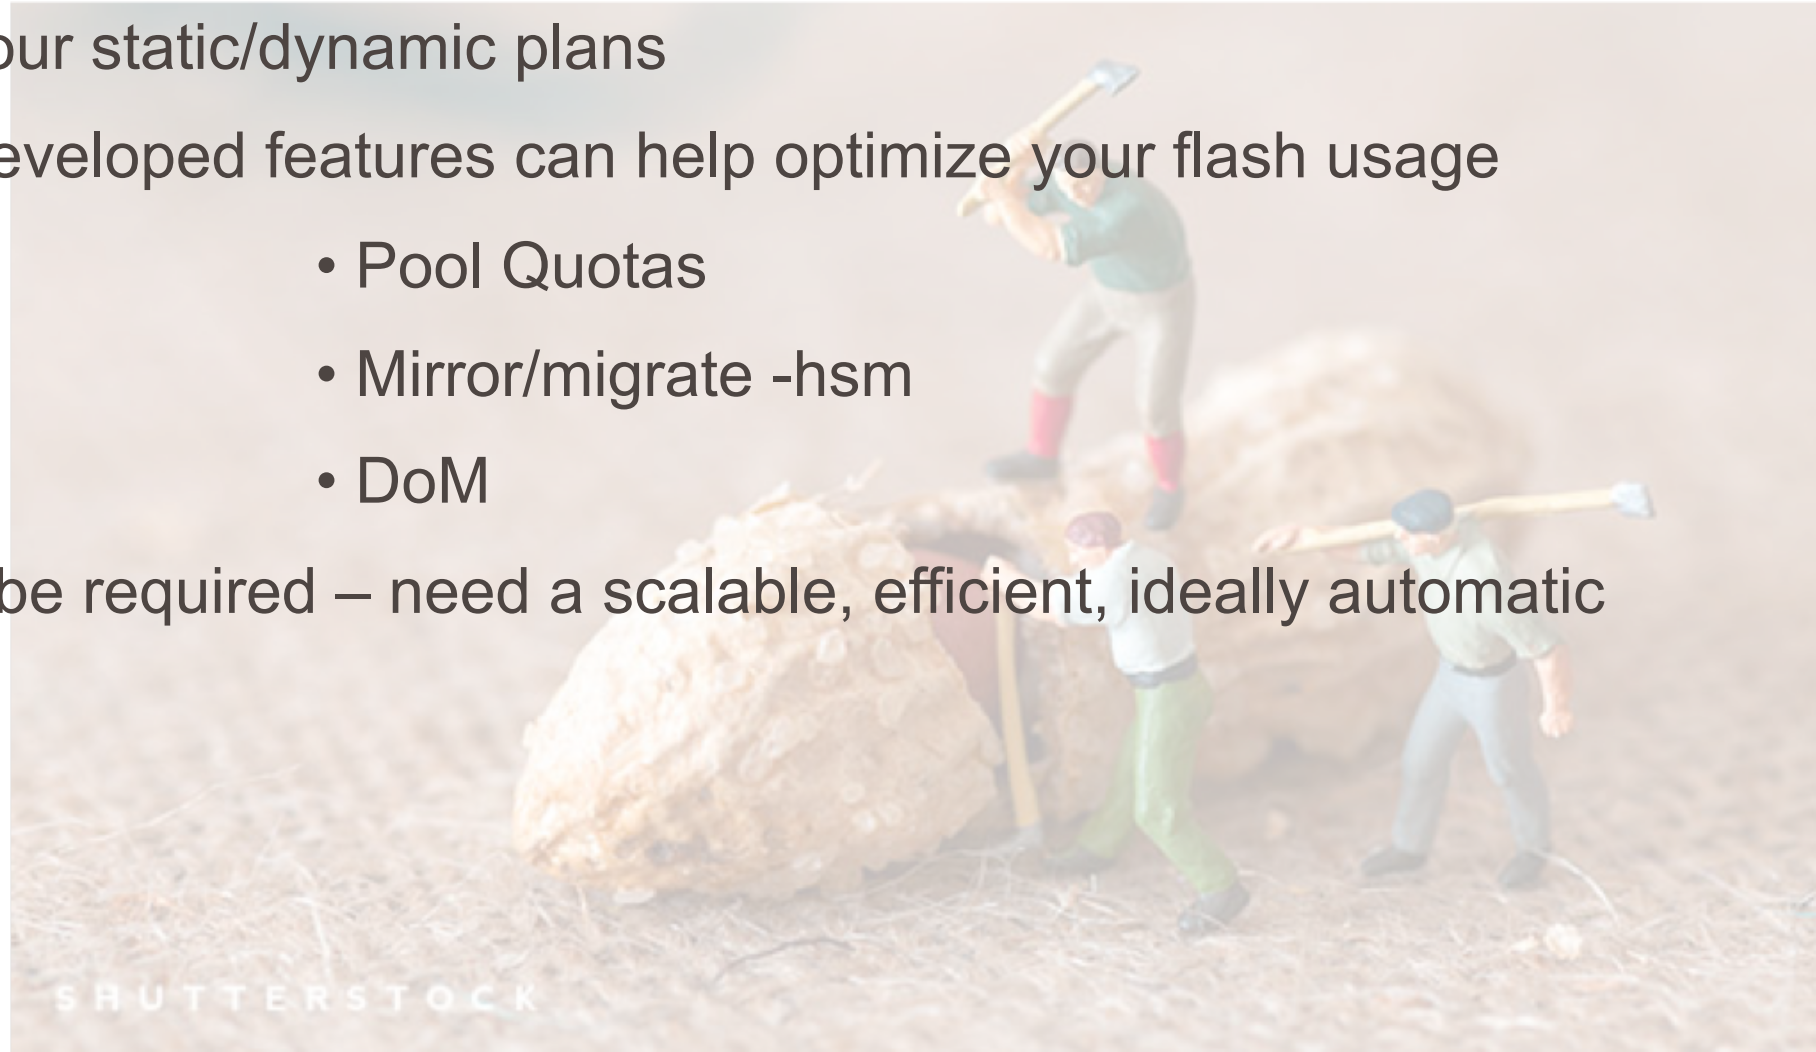 our static/dynamic plans
eveloped features can help optimize your flash usage
• Pool Quotas
• Mirror/migrate -hsm
• DoM
be required – need a scalable, efficient, ideally automatic
SHUTTERSTOCK